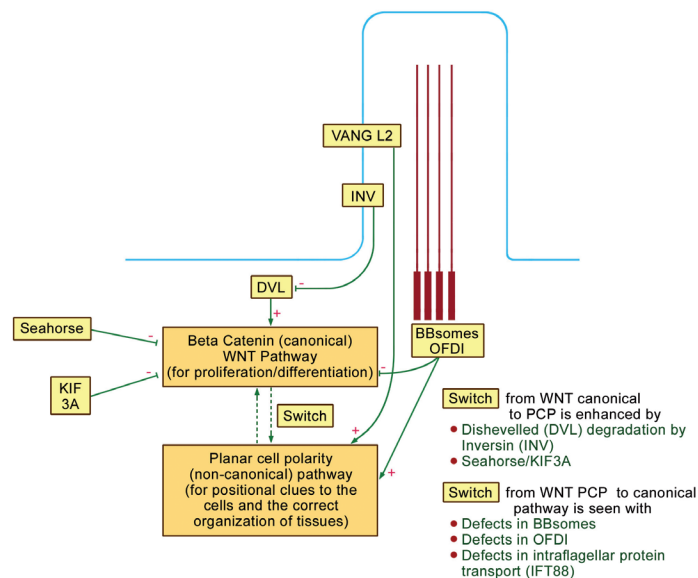 VANG L2
INV
DVL
-
+
Seahorse
-
Beta Catenin (canonical)
WNT Pathway
(for proliferation/differentiation)
BBsomes
OFDI
-
KIF
3A
-
Switch
Planar cell polarity
(non-canonical) pathway
(for positional clues to the
cells and the correct
organization of tissues)
+
+
Switch from WNT canonical
to PCP is enhanced by
• Dishevelled (DVL) degradation by
Inversin (INV)
• Seahorse/KIF3A
Switch from WNT PCP to canonical
pathway is seen with
• Defects in BBsomes
• Defects in OFDI
• Defects in intraflagellar protein
transport (IFT88)